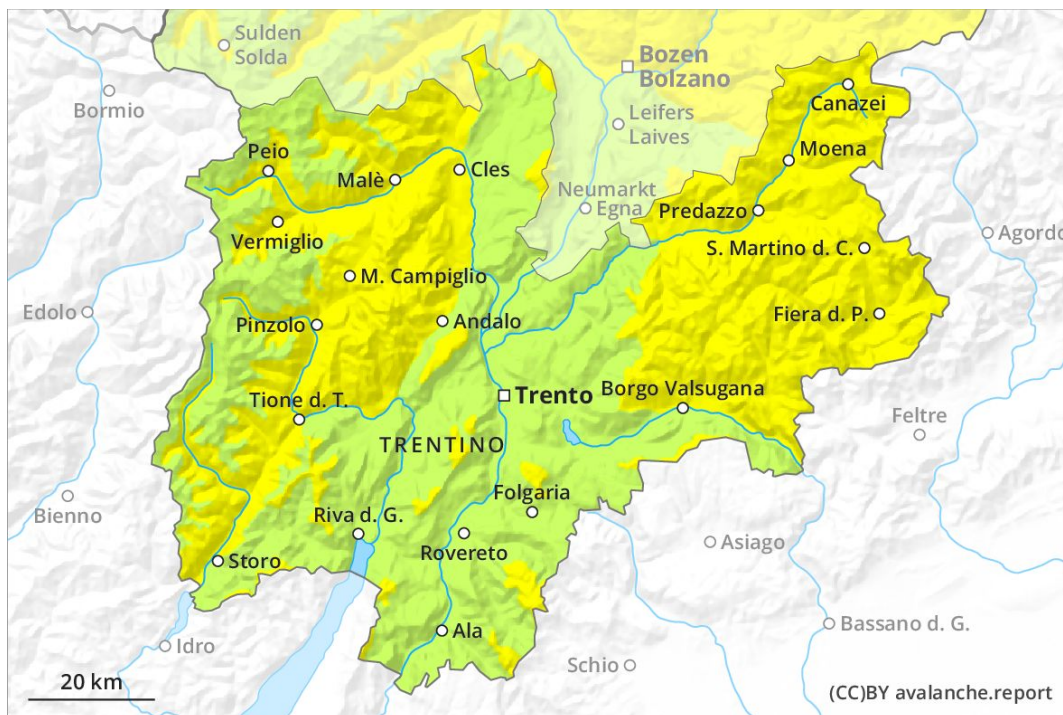 Sulden
Solda
Bozen
Bolzano
Bormio
Canazei
Leifers
Laives
Moena
Peio
Malè
Cles
Neumarkt
Egna
Predazzo
Vermiglio
S. Martino d. C.
Agordo
M. Campiglio
Edolo
Pinzolo
Andalo
Fiera d. P.
Tione d. T.
Trento
Borgo Valsugana
Feltre
TRENTINO
Bienno
Folgaria
Riva d. G.
Asiago
Rovereto
Storo
Ala
Bassano d. G.
Idro
Schio
20 km
(CC)BY avalanche.report